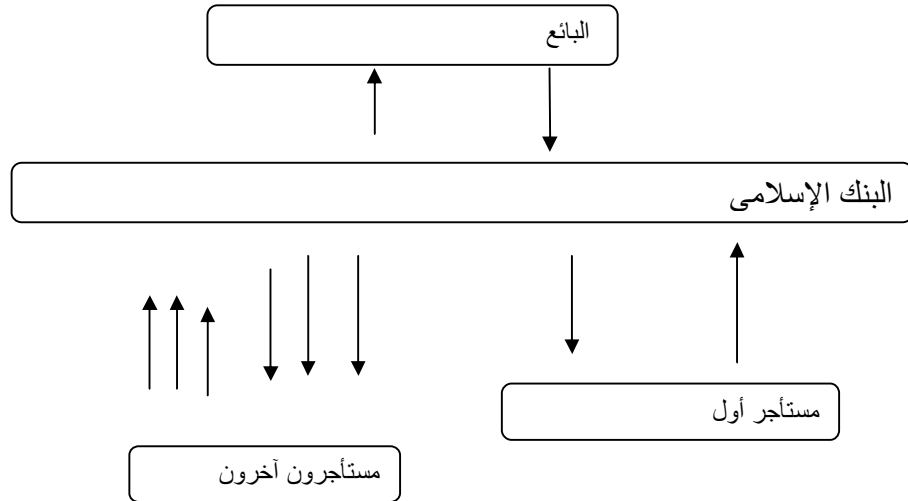 البائع
البنك الإسلامى
مستأجر أول
مستأجرون آخرون